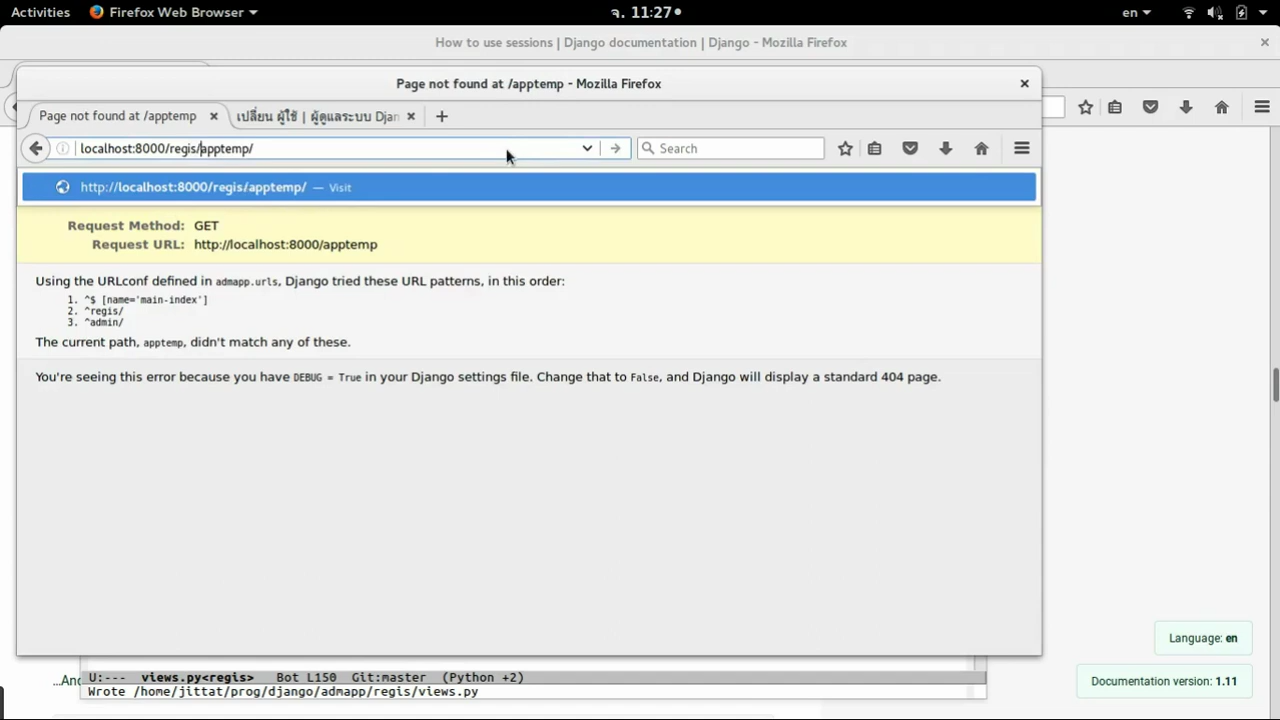 Activities Firefox Web Browser จ. 11:27 en
How to use sessions | Django documentation | Django - Mozilla Firefox
Page not found at /apptemp - Mozilla Firefox
Page not found at /apptemp เปลี่ยน ผู้ใช้ | ผู้ดูแลระบบ Djan
localhost:8000/regis/apptemp/ Search
http://localhost:8000/regis/apptemp/ — Visit
Request Method: GET
Request URL: http://localhost:8000/apptemp
Using the URLconf defined in admapp.urls, Django tried these URL patterns, in this order:
1. ^$ [name='main-index']
2. ^regis/
3. ^admin/
The current path, apptemp, didn't match any of these.
You're seeing this error because you have DEBUG = True in your Django settings file. Change that to False, and Django will display a standard 404 page.
Language: en
...And
U:--- views.py<regis> Bot L150 Git:master (Python +2)
Documentation version: 1.11
Wrote /home/jittat/prog/django/admapp/regis/views.py